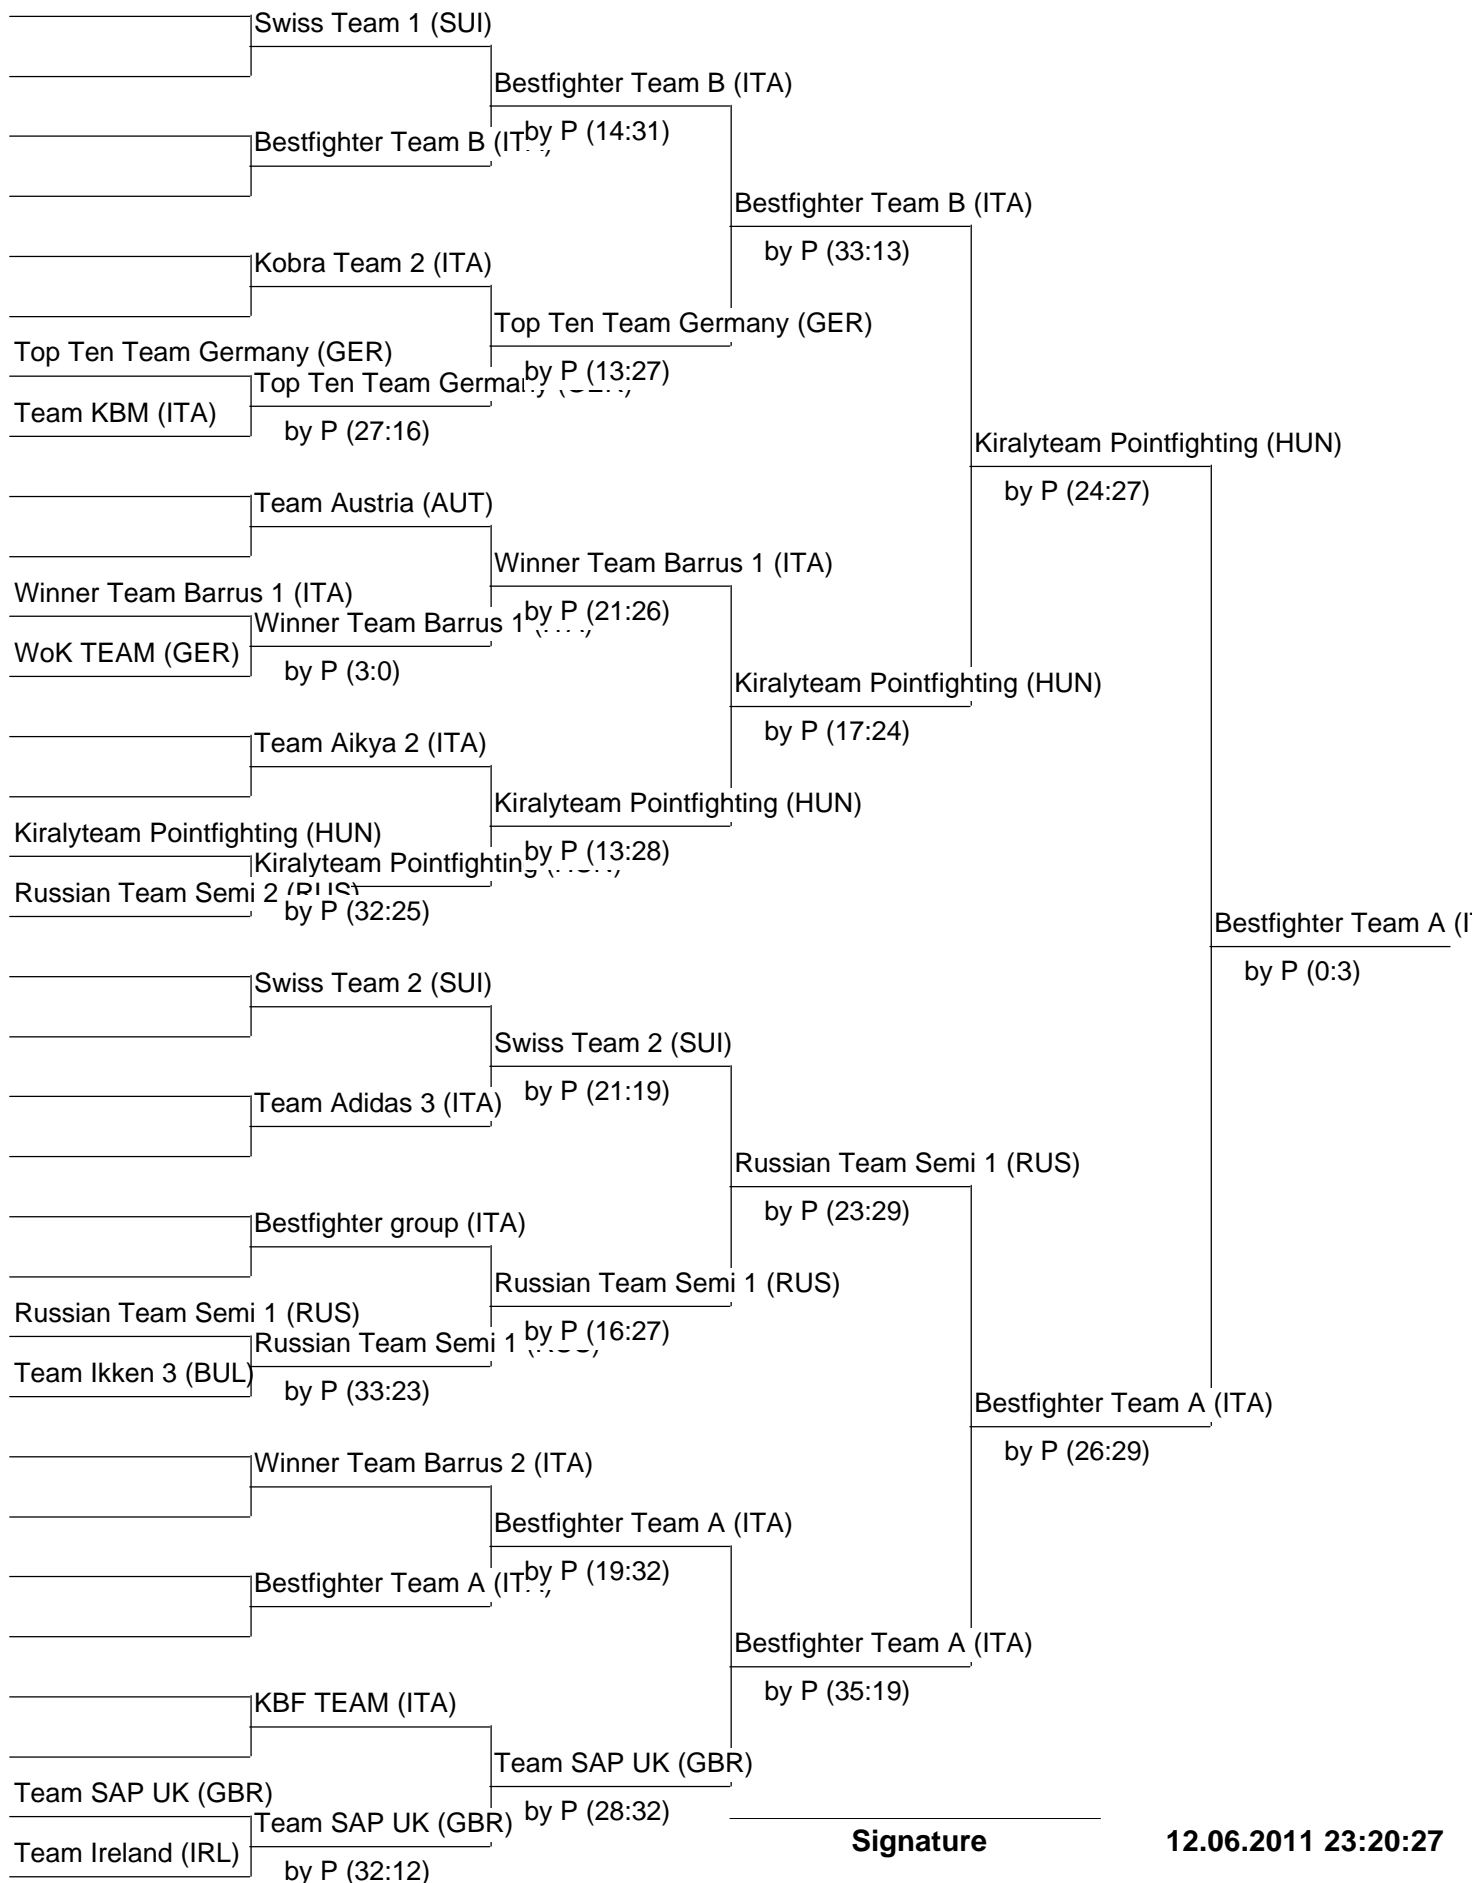 Swiss Team 1 (SUI)
Bestfighter Team B (ITA)
by P (14:31)
Bestfighter Team B (IT
Bestfighter Team B (ITA)
by P (33:13)
Kobra Team 2 (ITA)
Top Ten Team Germany (GER)
by P (13:27)
Top Ten Team Germany (GER)
Top Ten Team Germany (GER)
Team KBM (ITA)
by P (27:16)
Kiralyteam Pointfighting (HUN)
by P (24:27)
Team Austria (AUT)
Winner Team Barrus 1 (ITA)
by P (21:26)
Winner Team Barrus 1 (ITA)
Winner Team Barrus 1
WoK TEAM (GER)
by P (3:0)
Kiralyteam Pointfighting (HUN)
by P (17:24)
Team Aikya 2 (ITA)
Kiralyteam Pointfighting (HUN)
by P (13:28)
Kiralyteam Pointfighting (HUN)
Kiralyteam Pointfighting (HUN)
Russian Team Semi 2 (RUS)
by P (32:25)
Bestfighter Team A (IT
by P (0:3)
Swiss Team 2 (SUI)
Swiss Team 2 (SUI)
by P (21:19)
Team Adidas 3 (ITA)
Russian Team Semi 1 (RUS)
by P (23:29)
Bestfighter group (ITA)
Russian Team Semi 1 (RUS)
by P (16:27)
Russian Team Semi 1 (RUS)
Russian Team Semi 1 (RUS)
Team Ikken 3 (BUL)
by P (33:23)
Bestfighter Team A (ITA)
by P (26:29)
Winner Team Barrus 2 (ITA)
Bestfighter Team A (ITA)
by P (19:32)
Bestfighter Team A (IT
Bestfighter Team A (ITA)
by P (35:19)
KBF TEAM (ITA)
Team SAP UK (GBR)
by P (28:32)
Team SAP UK (GBR)
Team SAP UK (GBR)
Team Ireland (IRL)
by P (32:12)
Signature
12.06.2011 23:20:27